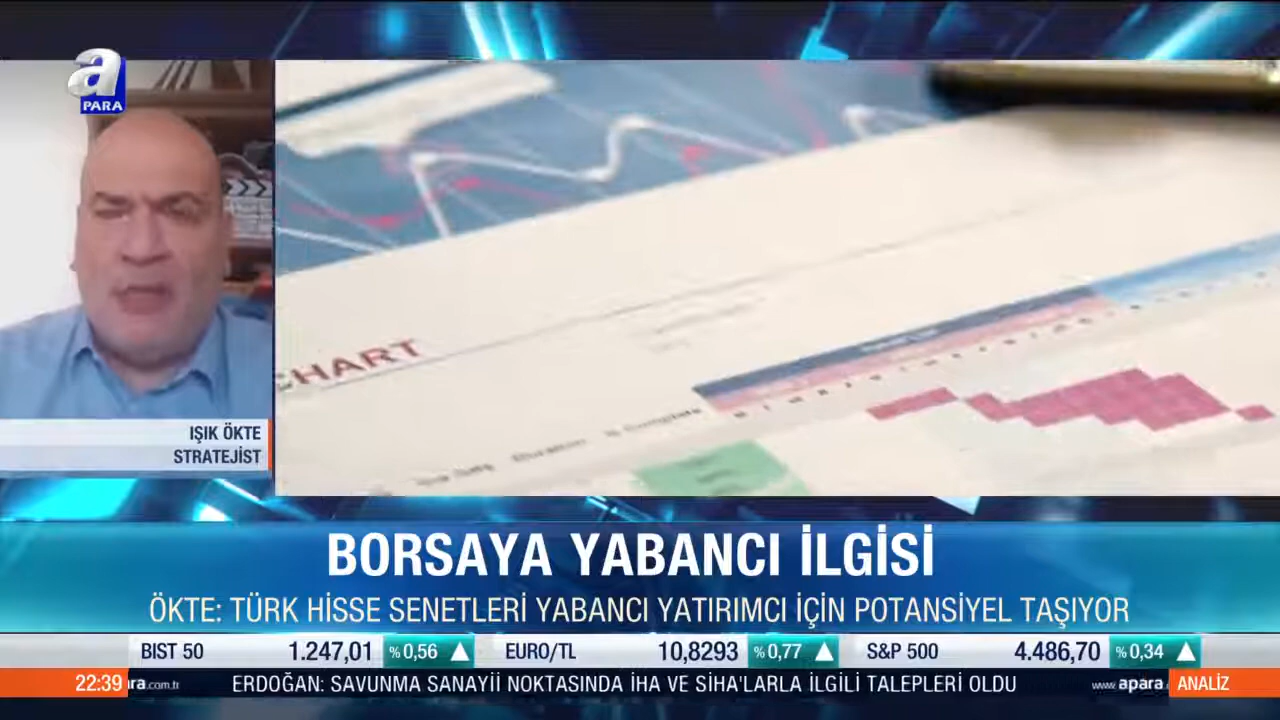 a
PARA
CHART
IŞIK ÖKTE
STRATEJİST
BORSAYA YABANCI İLGİSİ
ÖKTE: TÜRK HİSSE SENETLERİ YABANCI YATIRIMCI İÇİN POTANSİYEL TAŞIYOR
BIST 50 1.247,01 %0,56 EURO/TL 10,8293 %0,77 S&P 500 4.486,70 %0,34
22:39 ara.com.tr ERDOĞAN: SAVUNMA SANAYİİ NOKTASINDA İHA VE SİHA'LARLA İLGİLİ TALEPLERİ OLDU www.apara. ANALİZ